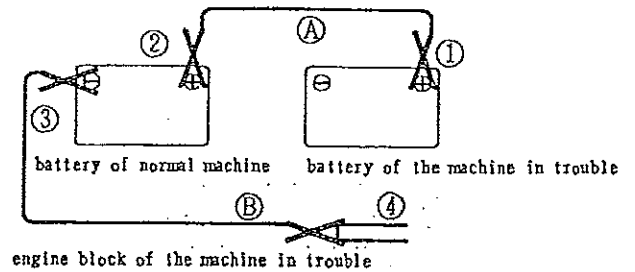 Ⓐ
② ①
⊖ ⊕ ⊖ ⊕
③
battery of normal machine battery of the machine in trouble
Ⓑ ④
engine block of the machine in trouble